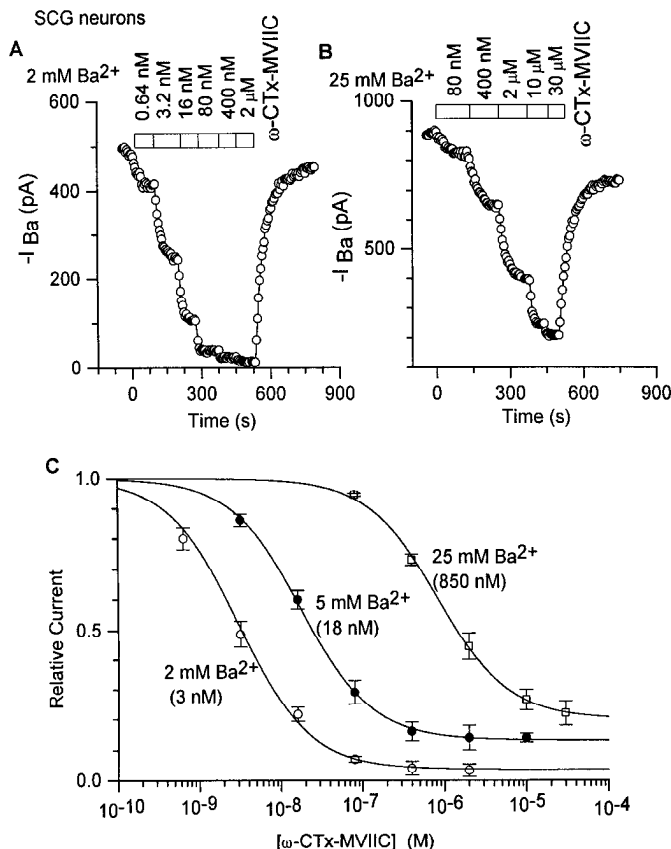 SCG neurons
A
2 mM Ba2+
0.64 nM
3.2 nM
16 nM
80 nM
400 nM
2 µM
ω-CTx-MVIIC
600
400
200
0
-I Ba (pA)
0 300 600 900
Time (s)
B
25 mM Ba2+
80 nM
400 nM
2 µM
10 µM
30 µM
ω-CTx-MVIIC
1000
500
-I Ba (pA)
0 300 600 900
Time (s)
C
1.0
0.5
0.0
Relative Current
2 mM Ba2+
(3 nM)
5 mM Ba2+
(18 nM)
25 mM Ba2+
(850 nM)
10-10 10-9 10-8 10-7 10-6 10-5 10-4
[ω-CTx-MVIIC] (M)